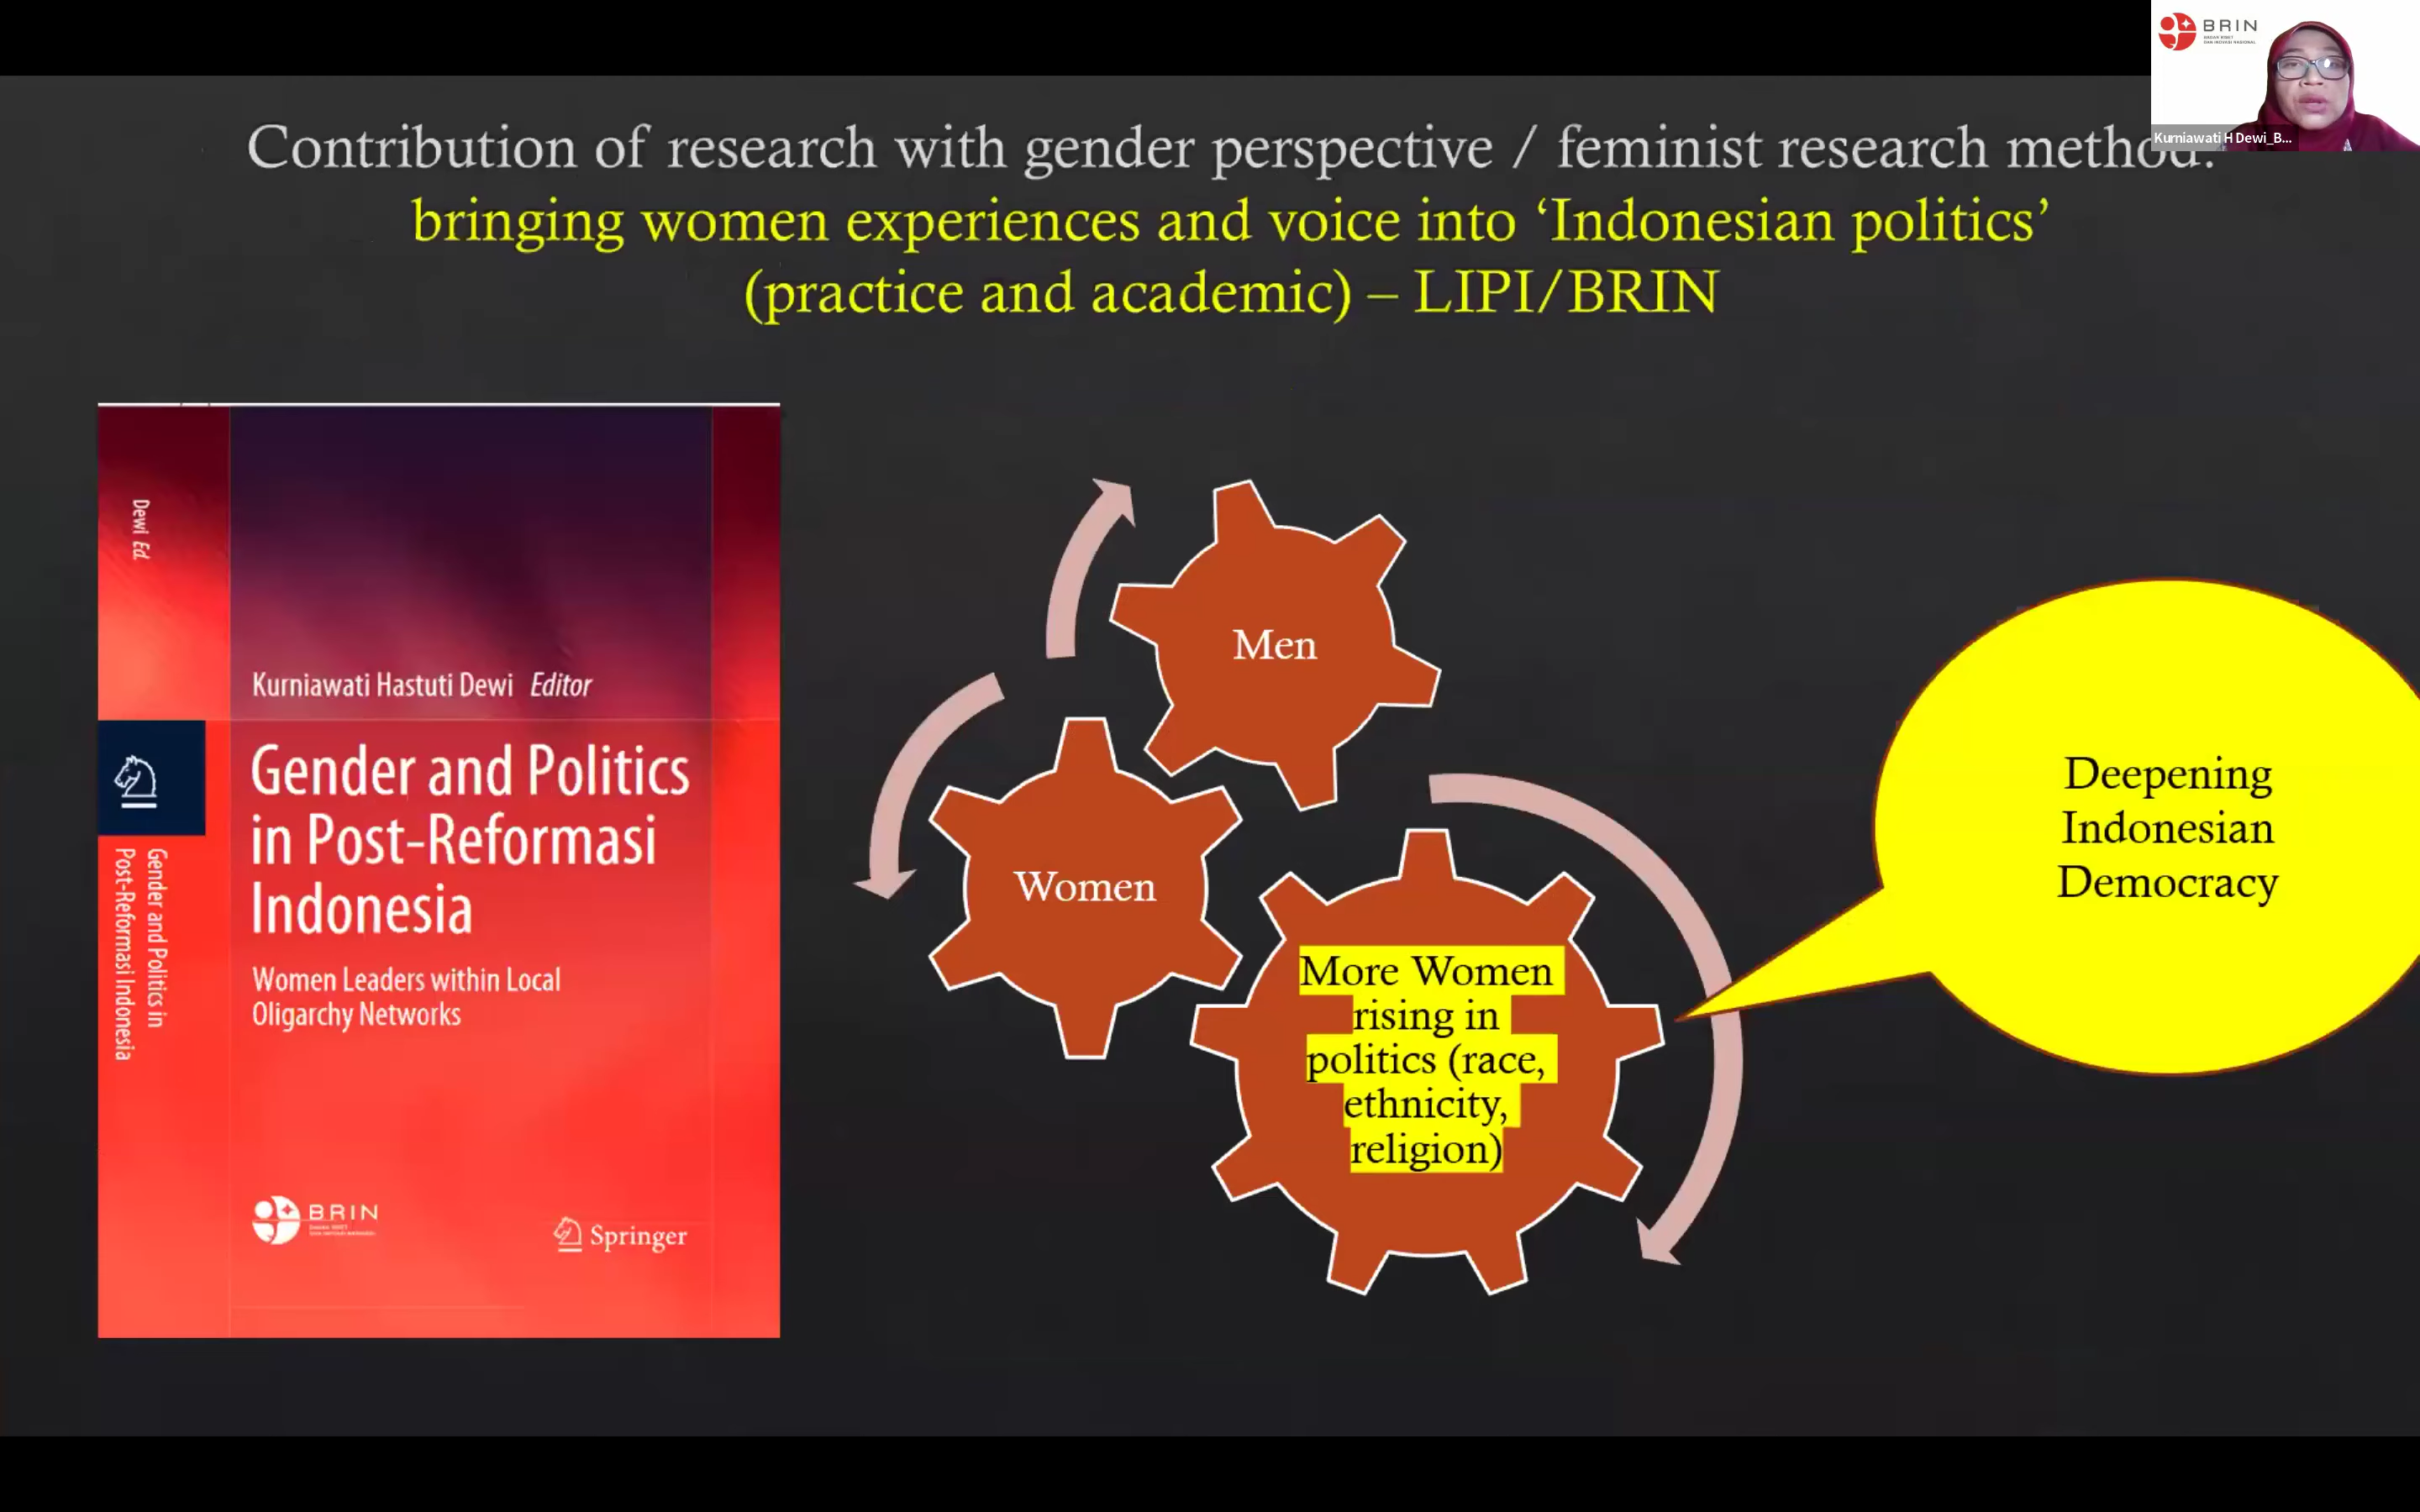 BRIN
Kurniawati H Dewi_B...
Contribution of research with gender perspective / feminist research method:
bringing women experiences and voice into ‘Indonesian politics’
(practice and academic) – LIPI/BRIN
Dewi Ed.
Gender and Politics in
Post-Reformasi Indonesia
Kurniawati Hastuti Dewi Editor
Gender and Politics
in Post-Reformasi
Indonesia
Women Leaders within Local
Oligarchy Networks
BRIN
Springer
Men
Women
More Women
rising in
politics (race,
ethnicity,
religion)
Deepening
Indonesian
Democracy